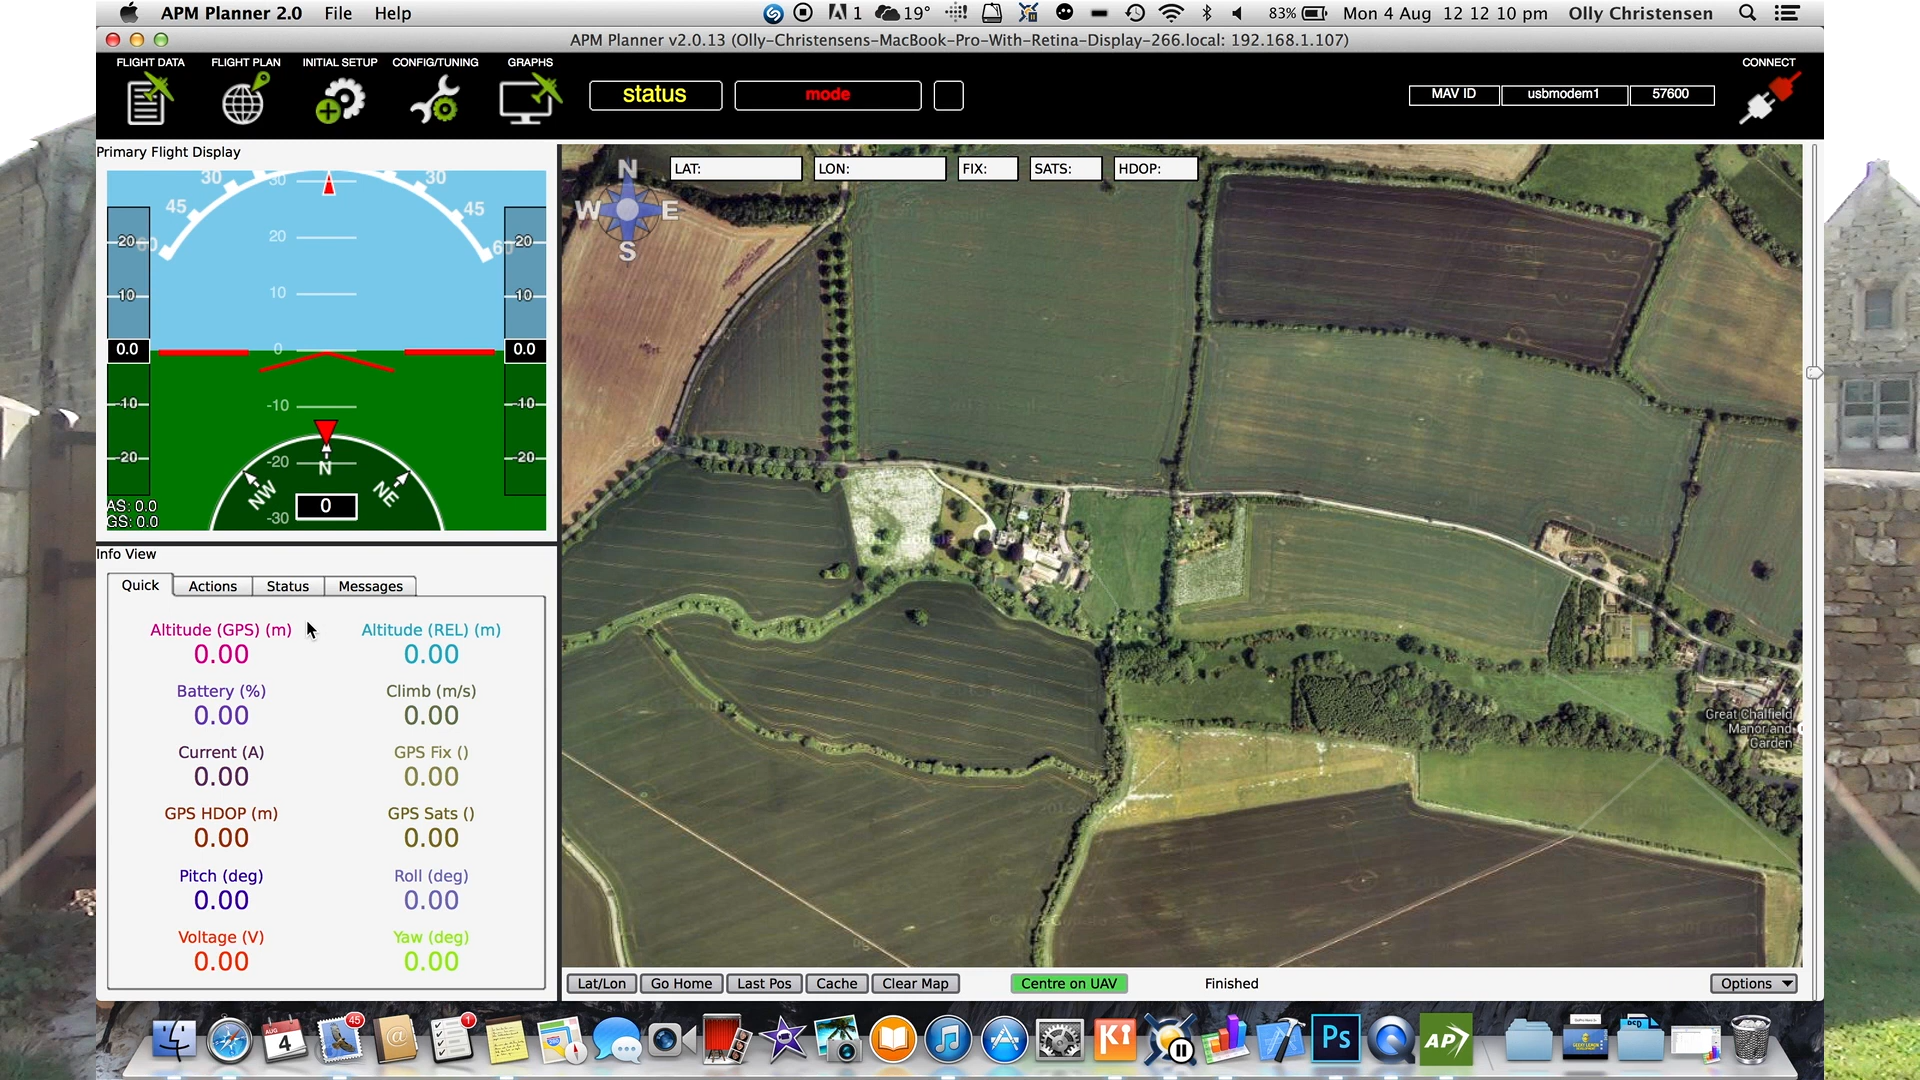 APM Planner 2.0 File Help 1 19° 83% Mon 4 Aug 12 12 10 pm Olly Christensen
APM Planner v2.0.13 (Olly-Christensens-MacBook-Pro-With-Retina-Display-266.local: 192.168.1.107)
FLIGHT DATA FLIGHT PLAN INITIAL SETUP CONFIG/TUNING GRAPHS CONNECT
status mode MAV ID usbmodem1 57600
Primary Flight Display
LAT: LON: FIX: SATS: HDOP:
N
W E
S
30 30 30
45 45
60 20 60
20 20
10
10 10
0.0 0 0.0
-10 -10 -10
-20 -20 -20
N
NW NE
0
-30
AS: 0.0
GS: 0.0
Info View
Quick Actions Status Messages
Altitude (GPS) (m) Altitude (REL) (m)
0.00 0.00
Battery (%) Climb (m/s)
0.00 0.00
Current (A) GPS Fix ()
0.00 0.00
GPS HDOP (m) GPS Sats ()
0.00 0.00
Pitch (deg) Roll (deg)
0.00 0.00
Voltage (V) Yaw (deg)
0.00 0.00
Great Chalfield
Manor and
Garden
Lat/Lon Go Home Last Pos Cache Clear Map Centre on UAV Finished Options
AUG
4
45
1
280
Ps
AP